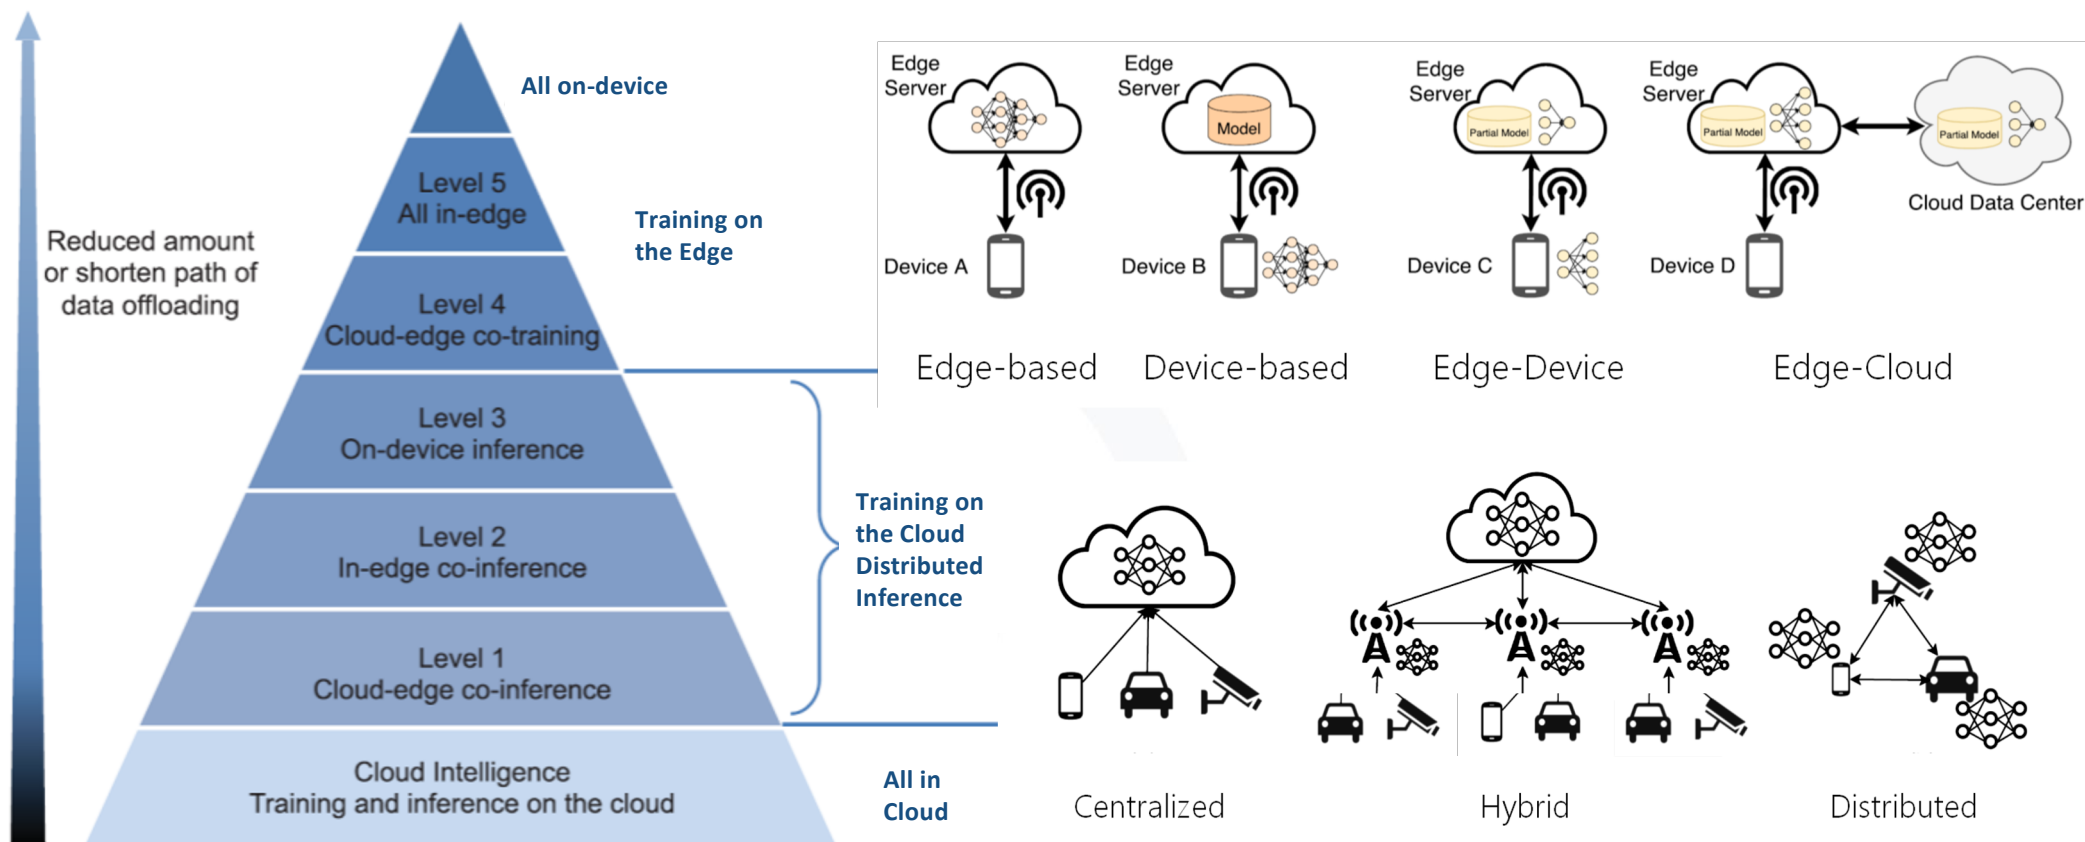 Reduced amount
or shorten path of
data offloading
All on-device
Level 5
All in-edge
Training on
the Edge
Level 4
Cloud-edge co-training
Level 3
On-device inference
Level 2
In-edge co-inference
Level 1
Cloud-edge co-inference
Training on
the Cloud
Distributed
Inference
Cloud Intelligence
Training and inference on the cloud
All in
Cloud
Edge
Server
Device A
Edge-based
Edge
Server
Model
Device B
Device-based
Edge
Server
Partial Model
Device C
Edge-Device
Edge
Server
Partial Model
Device D
Partial Model
Cloud Data Center
Edge-Cloud
Centralized
Hybrid
Distributed